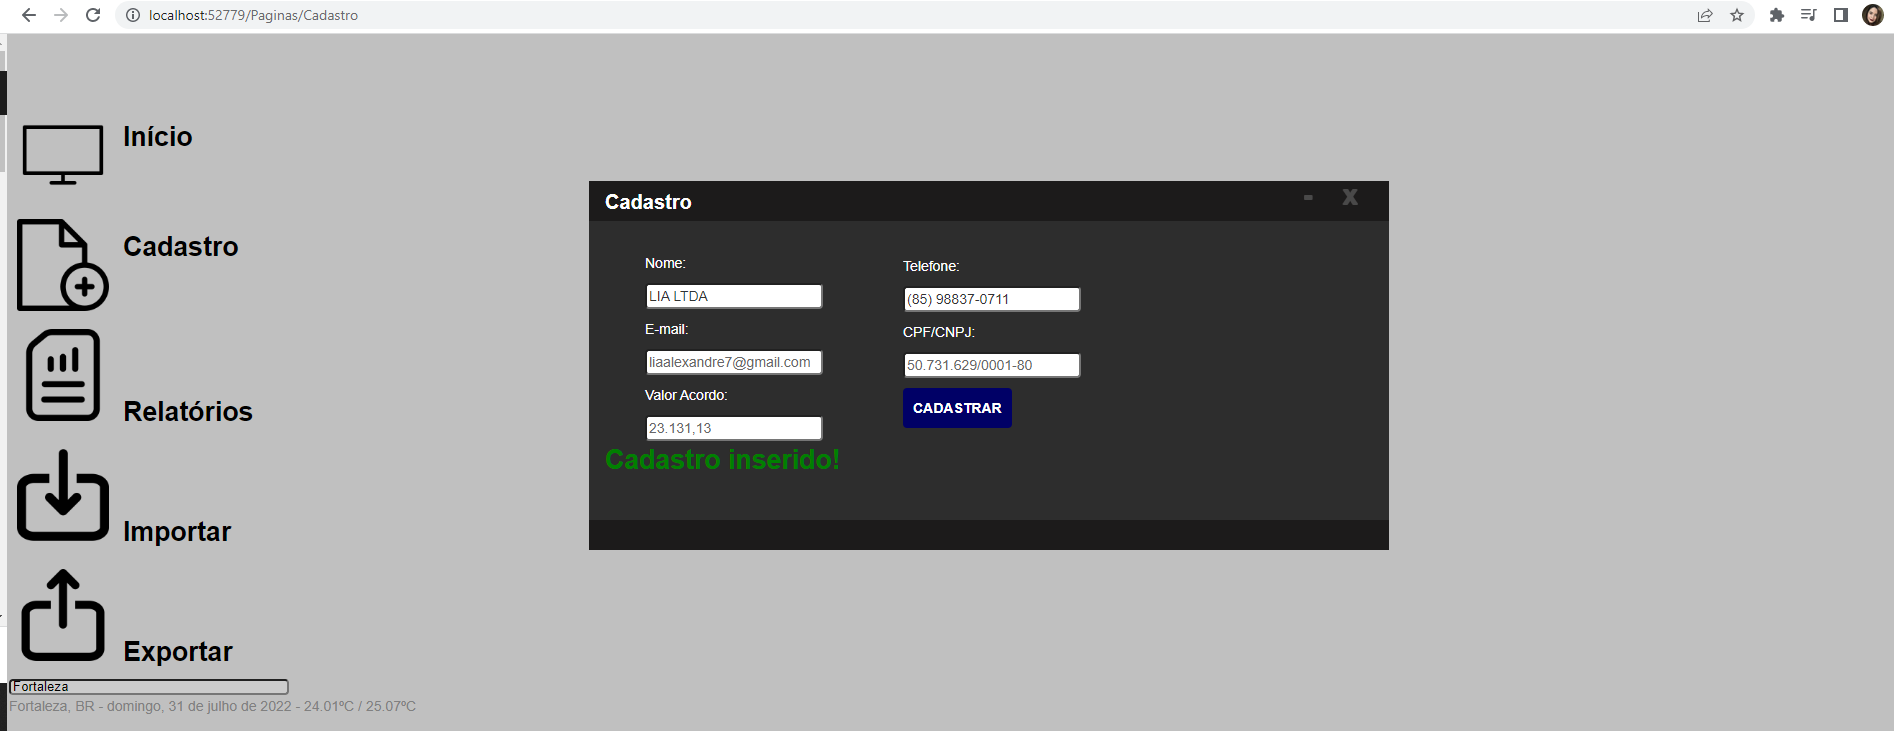 localhost:52779/Paginas/Cadastro
Início
Cadastro
Relatórios
Importar
Exportar
Fortaleza
Fortaleza, BR - domingo, 31 de julho de 2022 - 24.01ºC / 25.07ºC
Cadastro
- X
Nome:
LIA LTDA
E-mail:
liaalexandre7@gmail.com
Valor Acordo:
23.131,13
Telefone:
(85) 98837-0711
CPF/CNPJ:
50.731.629/0001-80
CADASTRAR
Cadastro inserido!